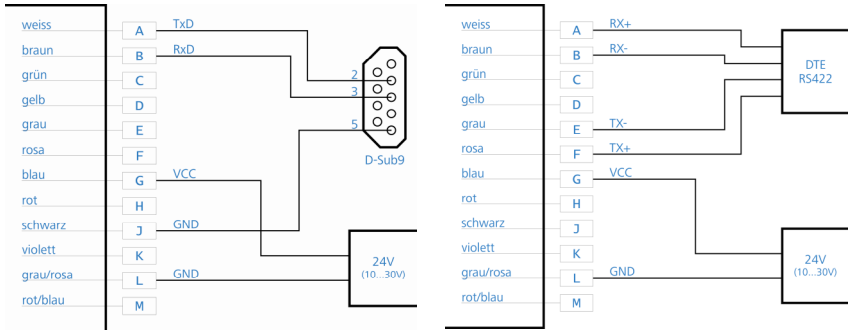 weiss A TxD
braun B RxD
grün C
gelb D
grau E
rosa F
blau G VCC
rot H
schwarz J GND
violett K
grau/rosa L GND
rot/blau M
2
3
5
D-Sub9
24V
(10...30V)
weiss A RX+
braun B RX-
grün C
gelb D
grau E TX-
rosa F TX+
blau G VCC
rot H
schwarz J
violett K
grau/rosa L GND
rot/blau M
DTE
RS422
24V
(10...30V)